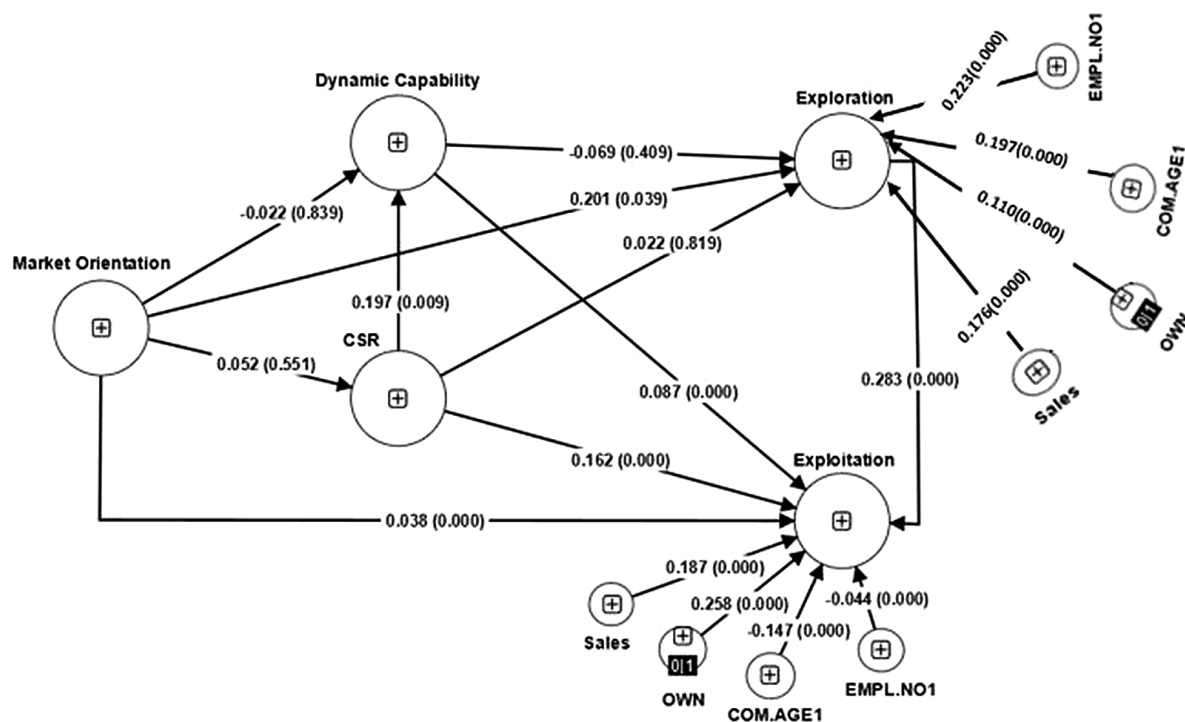 EMPL.NO1
0.223(0.000)
Dynamic Capability
Exploration
-0.069 (0.409)
0.197(0.000)
COM.AGE1
0.201 (0.039)
-0.022 (0.839)
0.110(0.000)
0.022 (0.819)
Market Orientation
0.197 (0.009)
0|1
OWN
0.176(0.000)
CSR
0.052 (0.551)
0.283 (0.000)
Sales
0.087 (0.000)
0.162 (0.000)
Exploitation
0.038 (0.000)
0.187 (0.000)
0.258 (0.000)
-0.044 (0.000)
-0.147 (0.000)
Sales
0|1
OWN
EMPL.NO1
COM.AGE1